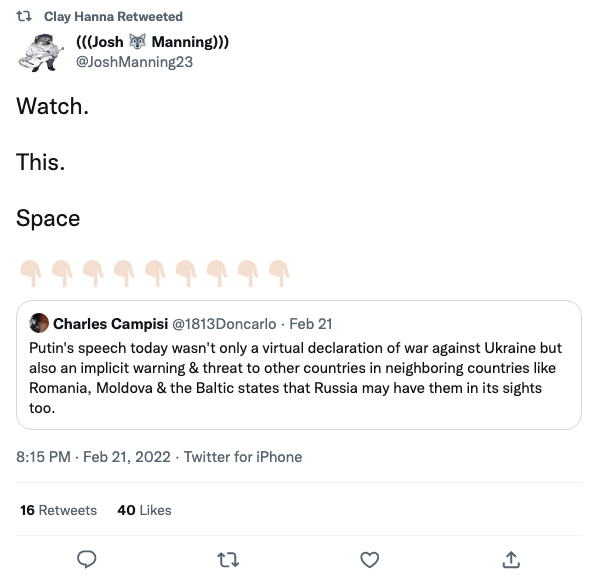 Clay Hanna Retweeted
(((Josh 🐺 Manning)))
@JoshManning23
Watch.
This.
Space
👇🏻👇🏻👇🏻👇🏻👇🏻👇🏻👇🏻👇🏻👇🏻
Charles Campisi @1813Doncarlo · Feb 21
Putin's speech today wasn't only a virtual declaration of war against Ukraine but
also an implicit warning & threat to other countries in neighboring countries like
Romania, Moldova & the Baltic states that Russia may have them in its sights
too.
8:15 PM · Feb 21, 2022 · Twitter for iPhone
16 Retweets 40 Likes